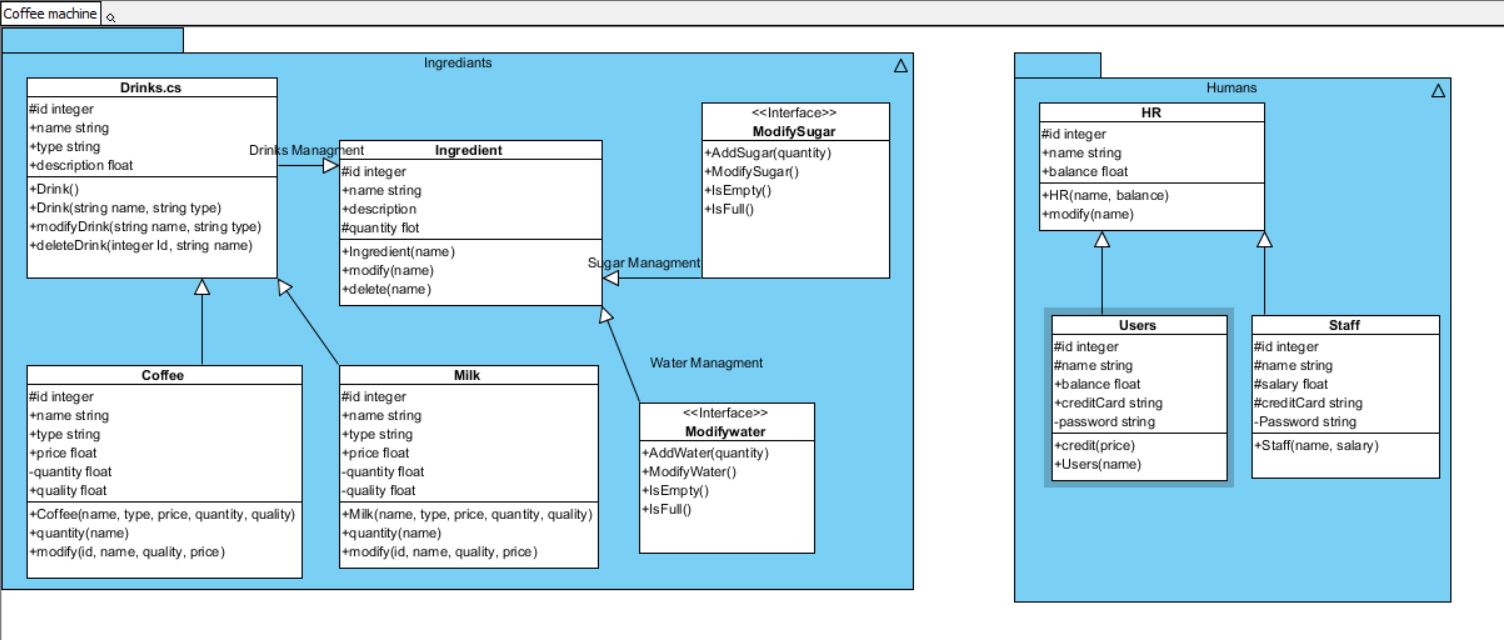 Coffee machine
Ingrediants
Drinks.cs
#id integer
+name string
+type string
+description float
+Drink()
+Drink(string name, string type)
+modifyDrink(string name, string type)
+deleteDrink(integer Id, string name)
Drinks Managment
Ingredient
#id integer
+name string
+description
#quantity flot
+Ingredient(name)
+modify(name)
+delete(name)
<<Interface>>
ModifySugar
+AddSugar(quantity)
+ModifySugar()
+IsEmpty()
+IsFull()
Sugar Managment
Coffee
#id integer
+name string
+type string
+price float
-quantity float
+quality float
+Coffee(name, type, price, quantity, quality)
+quantity(name)
+modify(id, name, quality, price)
Milk
#id integer
+name string
+type string
+price float
-quantity float
-quality float
+Milk(name, type, price, quantity, quality)
+quantity(name)
+modify(id, name, quality, price)
Water Managment
<<Interface>>
Modifywater
+AddWater(quantity)
+ModifyWater()
+IsEmpty()
+IsFull()
Humans
HR
#id integer
+name string
+balance float
+HR(name, balance)
+modify(name)
Users
#id integer
#name string
+balance float
+creditCard string
-password string
+credit(price)
+Users(name)
Staff
#id integer
#name string
#salary float
#creditCard string
-Password string
+Staff(name, salary)